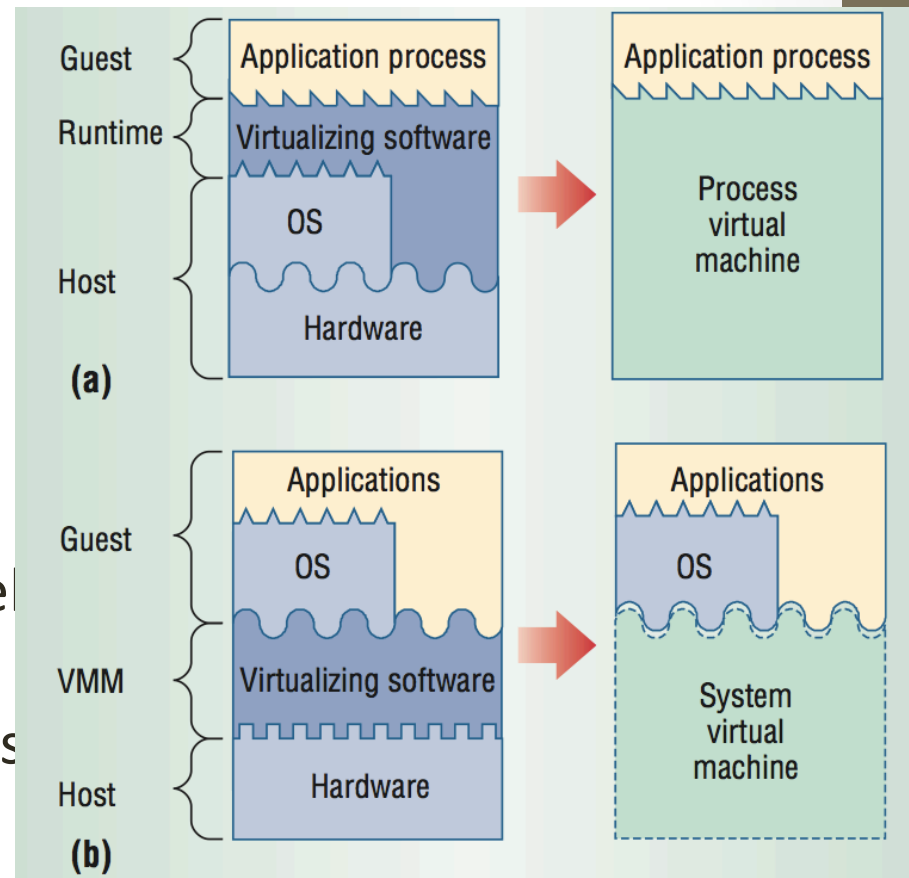 Guest
Application process
Runtime
Virtualizing software
OS
Host
Hardware
(a)
Application process
Process
virtual
machine
Applications
Guest
OS
VMM
Virtualizing software
Host
Hardware
(b)
Applications
OS
System
virtual
machine
s